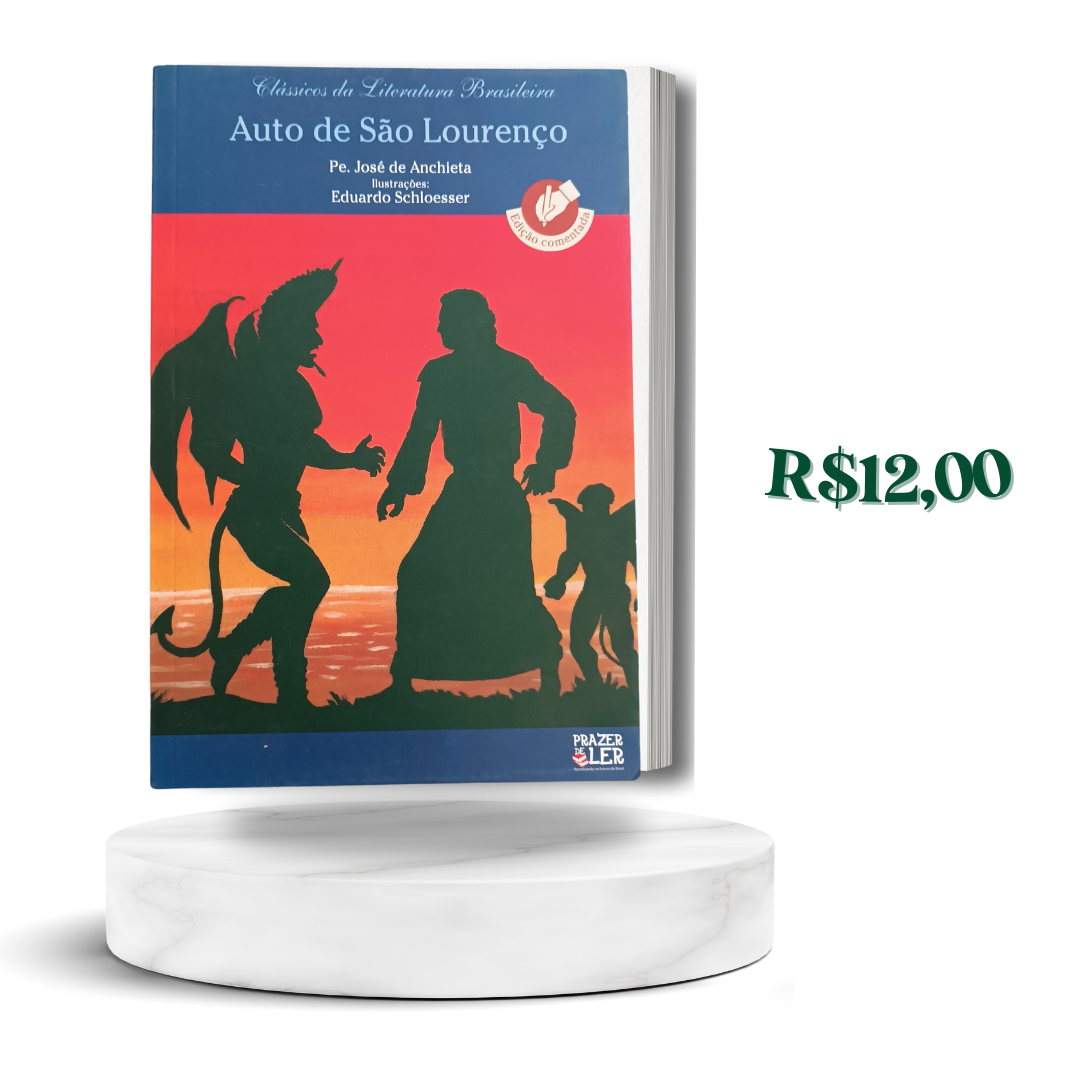 Clássicos da Literatura Brasileira
Auto de São Lourenço
Pe. José de Anchieta
Ilustrações:
Eduardo Schloesser
Edição comentada
R$12,00
PRAZER
DE LER